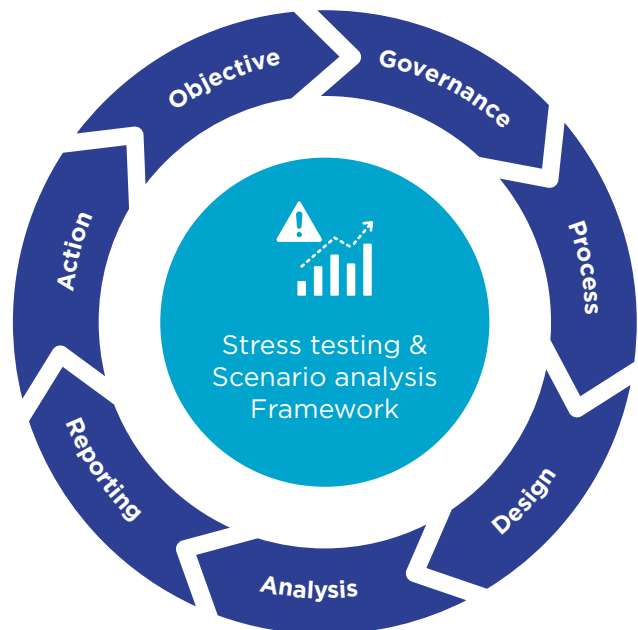 Objective
Governance
Process
Design
Analysis
Reporting
Action
Stress testing &
Scenario analysis
Framework